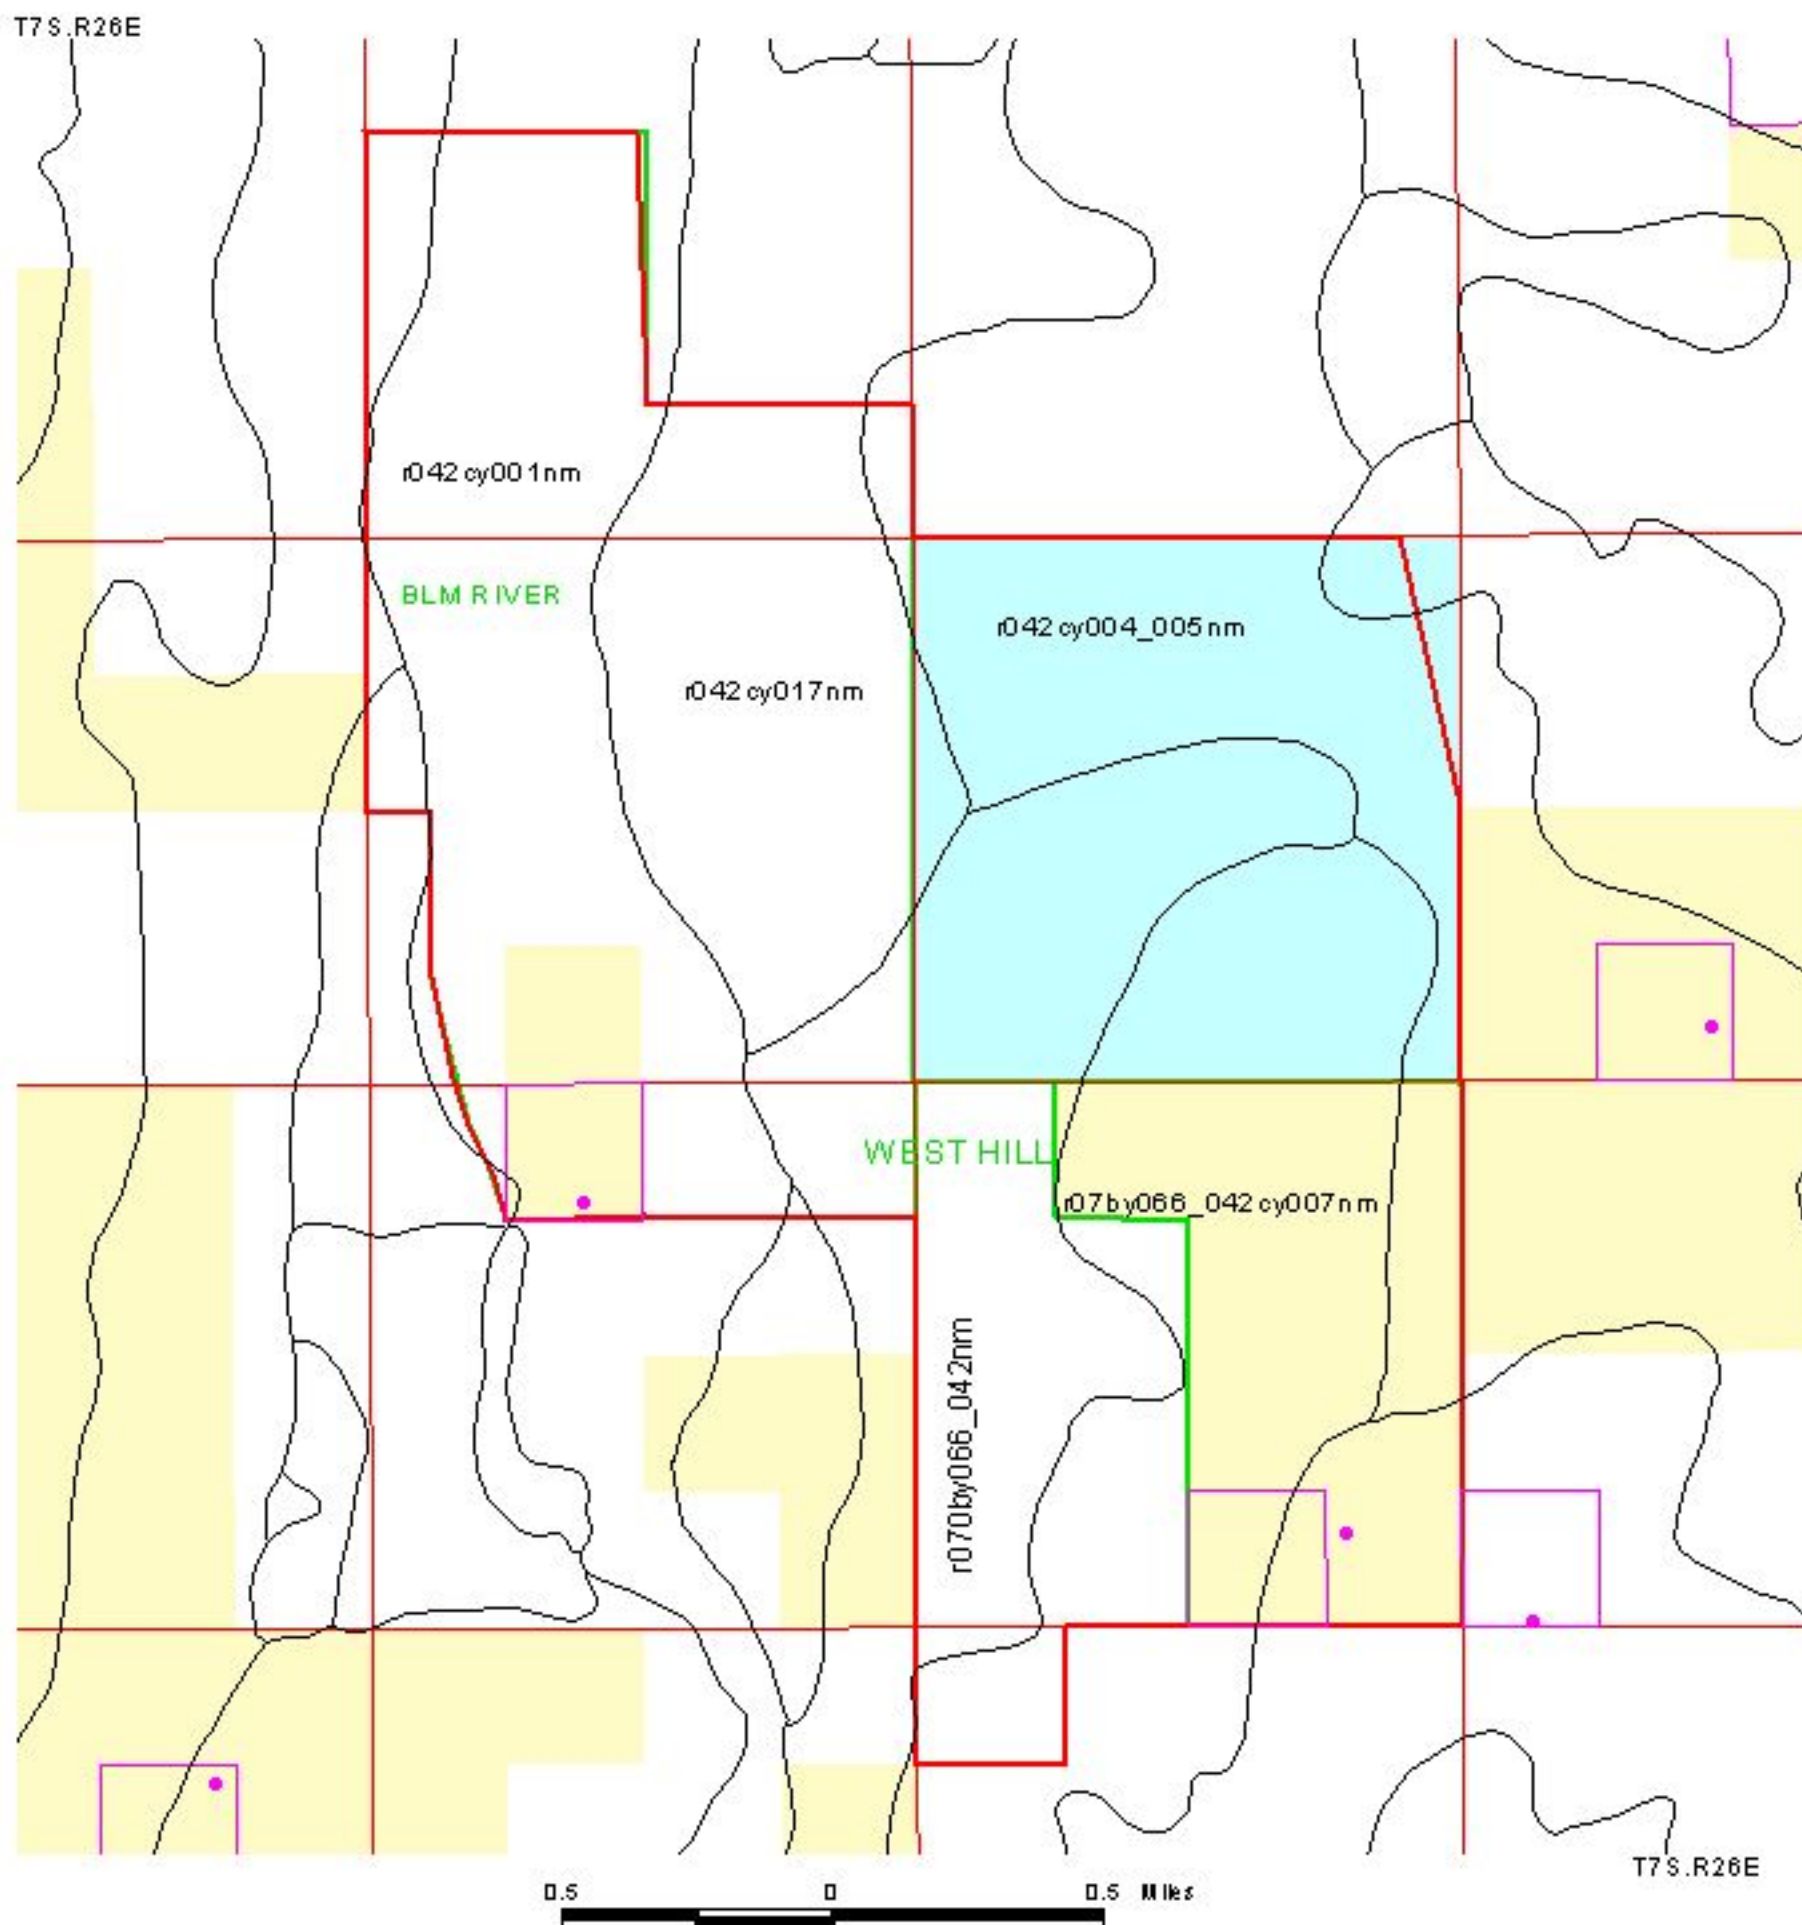 T7S.R26E
r042cy001nm
BLM RIVER
r042cy004_005nm
r042cy017nm
WEST HILL
r07by066_042cy007nm
r070by066_042nm
T7S.R26E
0.5 0 0.5 Miles